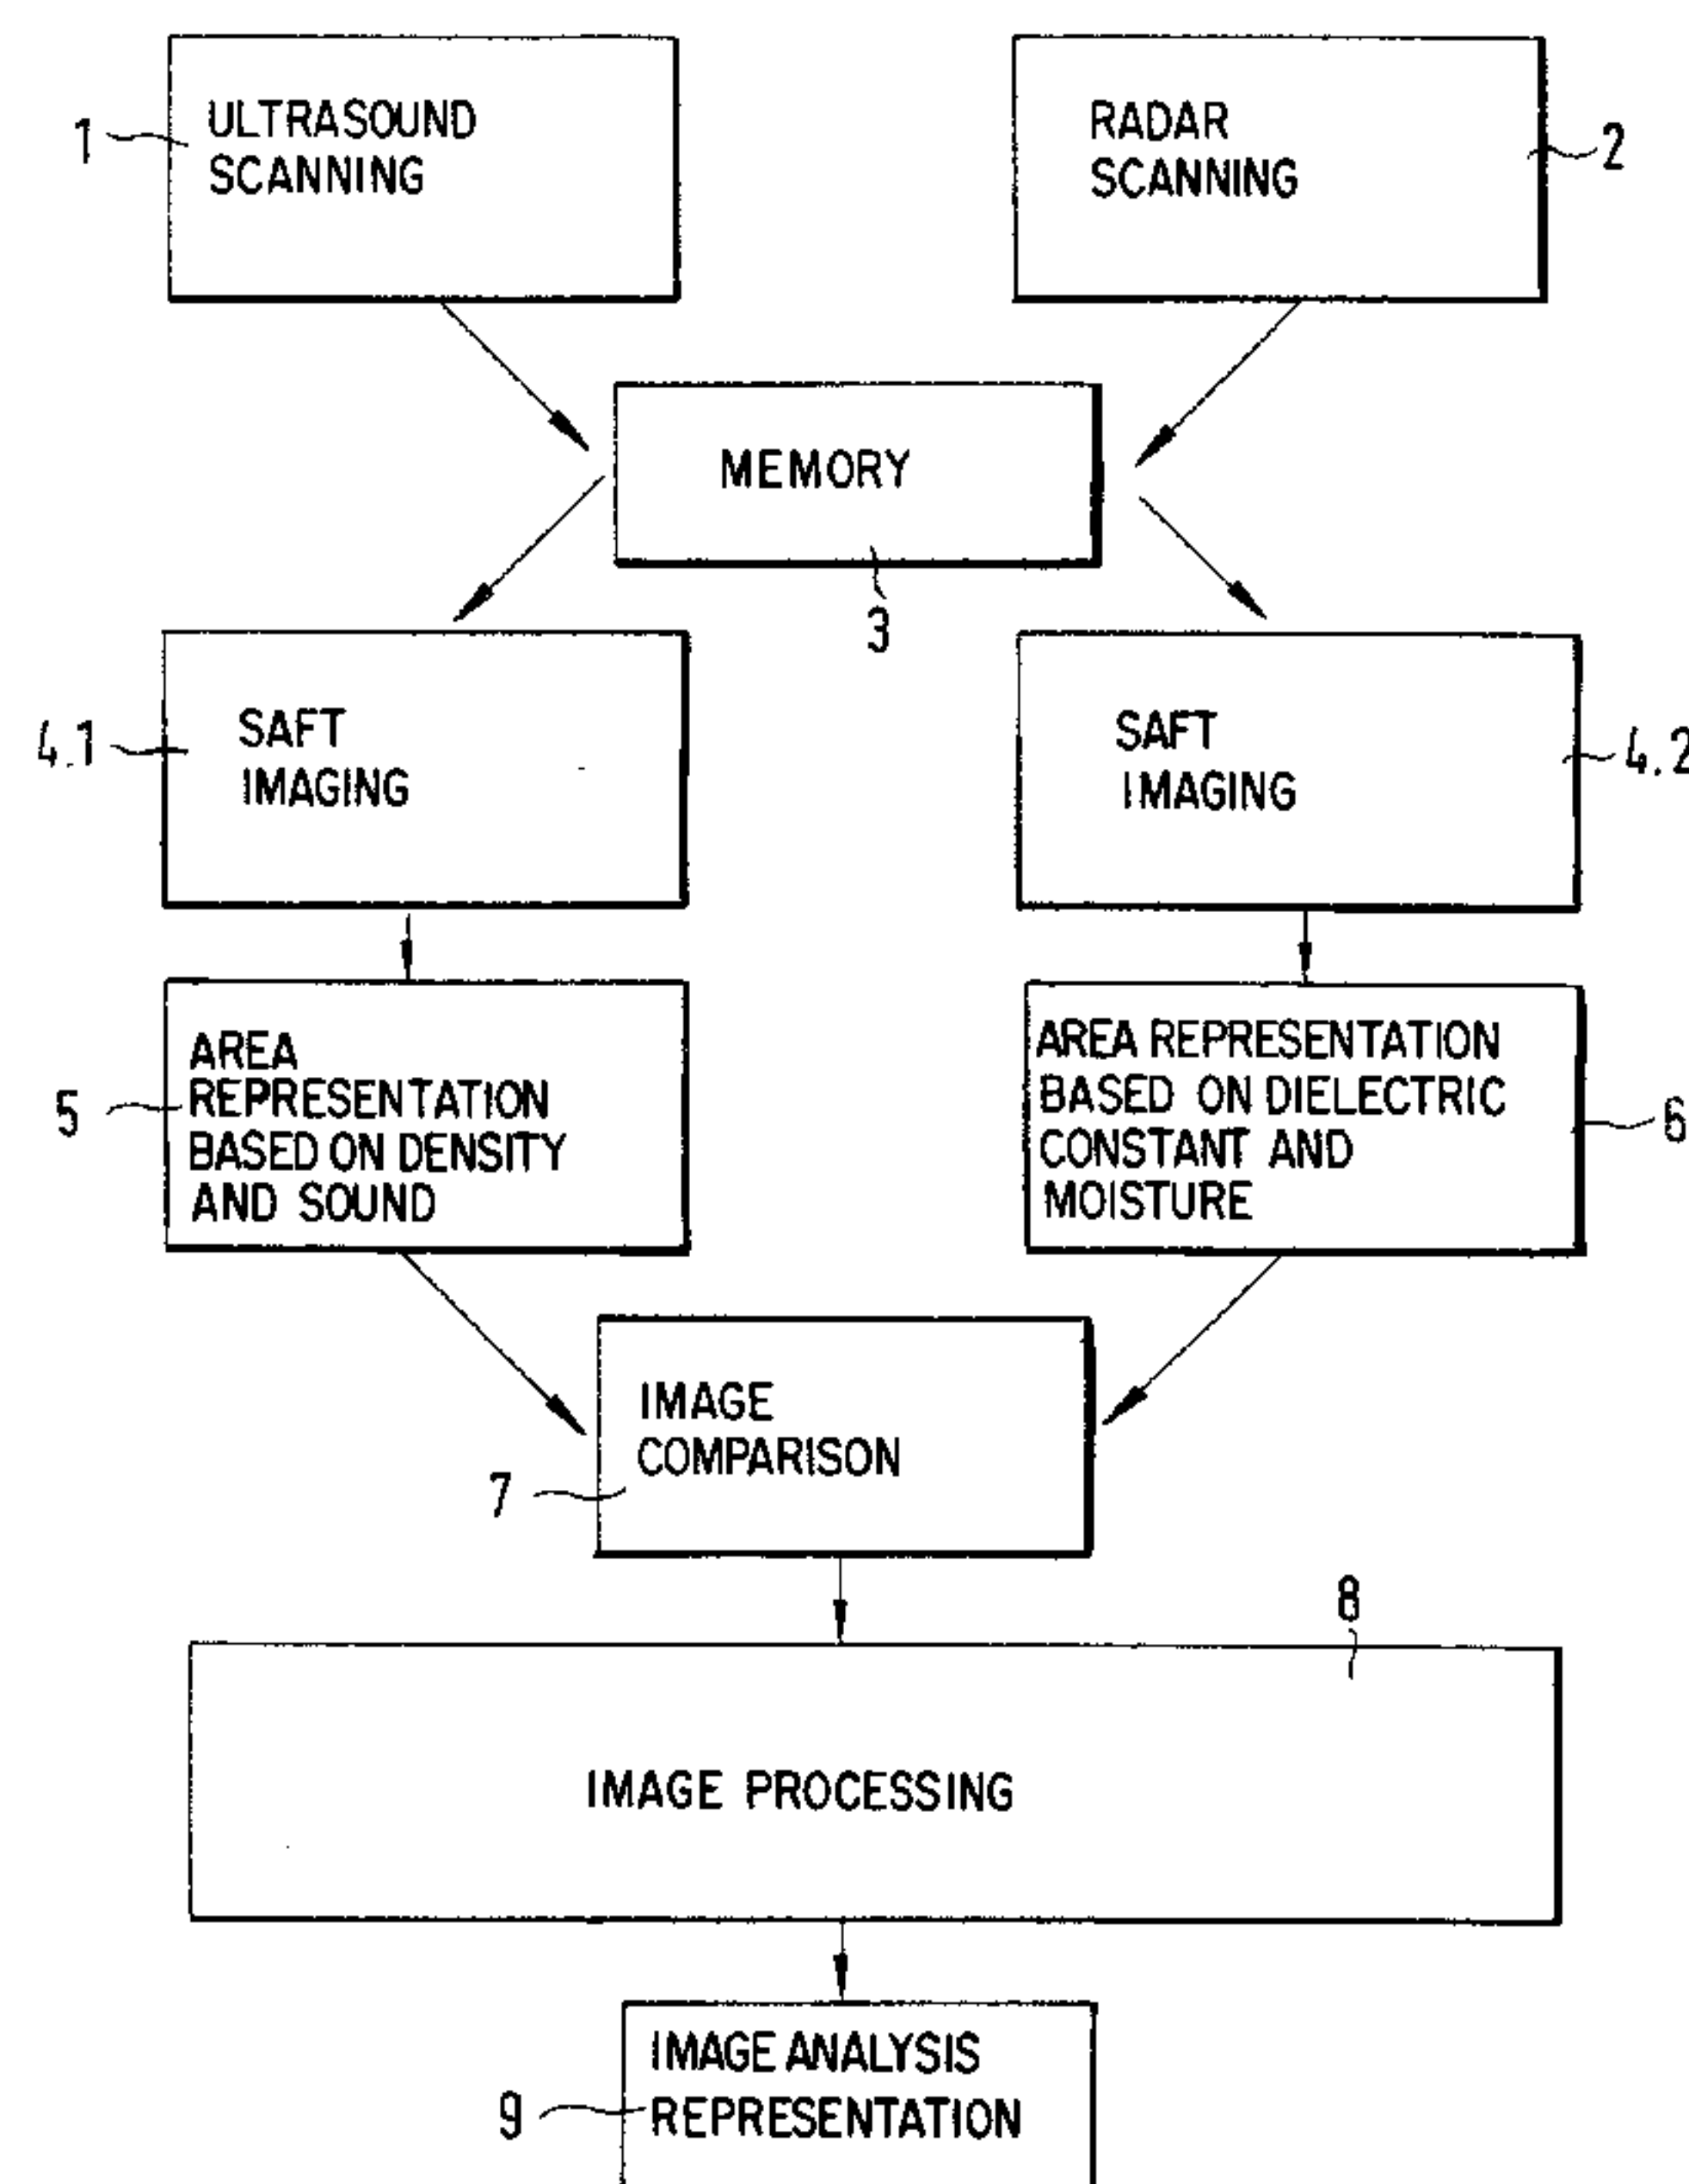 1
ULTRASOUND
SCANNING
RADAR
SCANNING
2
MEMORY
3
4.1
SAFT
IMAGING
SAFT
IMAGING
4.2
5
AREA
REPRESENTATION
BASED ON DENSITY
AND SOUND
AREA REPRESENTATION
BASED ON DIELECTRIC
CONSTANT AND
MOISTURE
6
IMAGE
COMPARISON
7
8
IMAGE PROCESSING
IMAGE ANALYSIS
REPRESENTATION
9